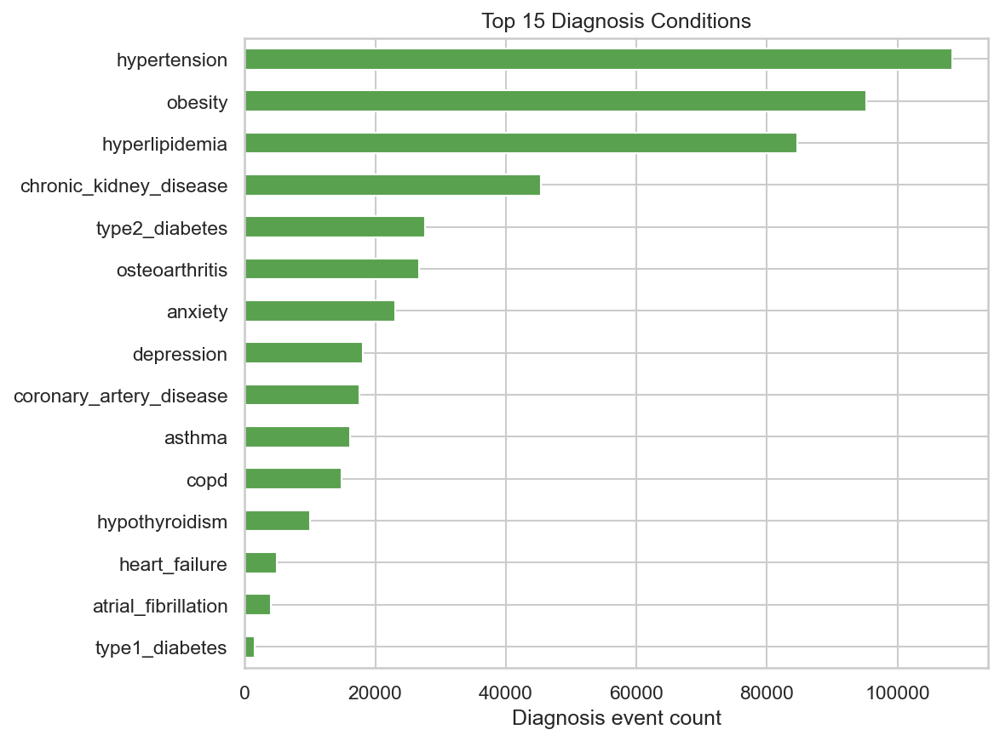 Top 15 Diagnosis Conditions
hypertension
obesity
hyperlipidemia
chronic_kidney_disease
type2_diabetes
osteoarthritis
anxiety
depression
coronary_artery_disease
asthma
copd
hypothyroidism
heart_failure
atrial_fibrillation
type1_diabetes
0 20000 40000 60000 80000 100000
Diagnosis event count